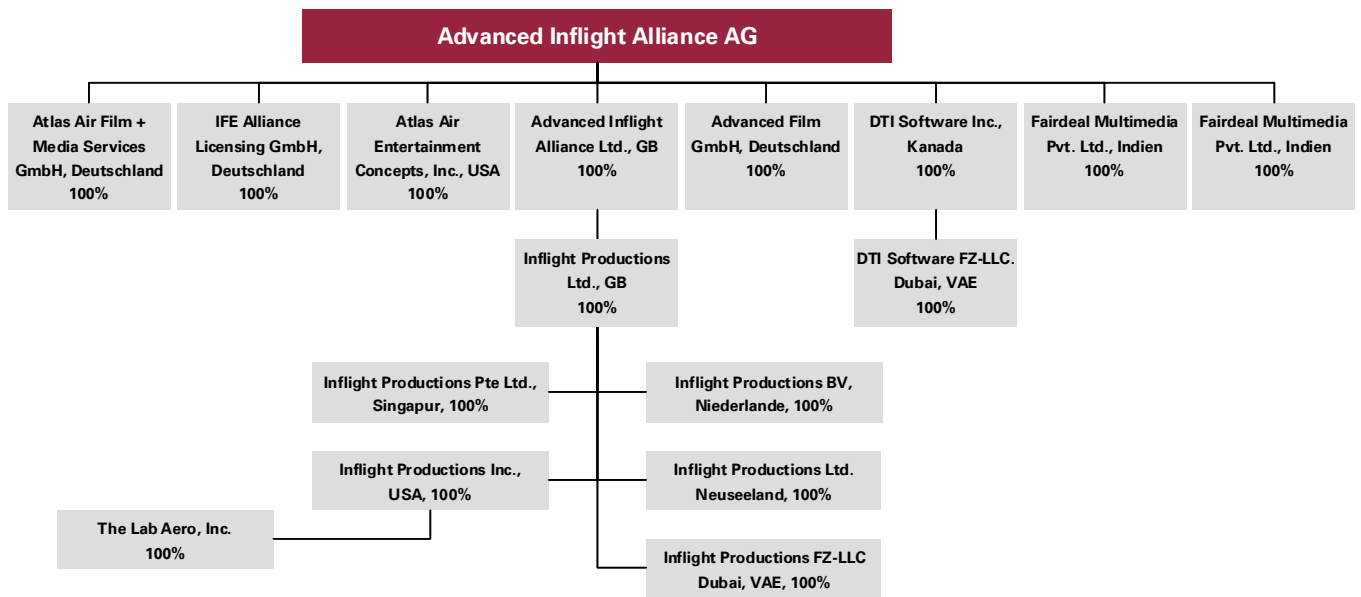 Advanced Inflight Alliance AG
Atlas Air Film +
Media Services
GmbH, Deutschland
100%
IFE Alliance
Licensing GmbH,
Deutschland
100%
Atlas Air
Entertainment
Concepts, Inc., USA
100%
Advanced Inflight
Alliance Ltd., GB
100%
Advanced Film
GmbH, Deutschland
100%
DTI Software Inc.,
Kanada
100%
Fairdeal Multimedia
Pvt. Ltd., Indien
100%
Fairdeal Multimedia
Pvt. Ltd., Indien
100%
Inflight Productions
Ltd., GB
100%
DTI Software FZ-LLC.
Dubai, VAE
100%
Inflight Productions Pte Ltd.,
Singapur, 100%
Inflight Productions BV,
Niederlande, 100%
Inflight Productions Inc.,
USA, 100%
Inflight Productions Ltd.
Neuseeland, 100%
The Lab Aero, Inc.
100%
Inflight Productions FZ-LLC
Dubai, VAE, 100%